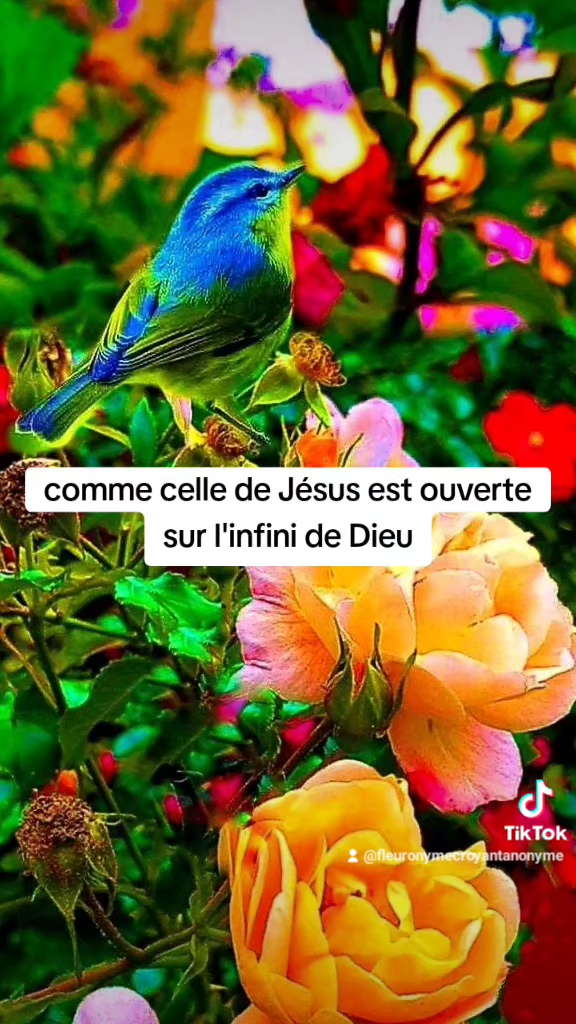 comme celle de Jésus est ouverte
sur l'infini de Dieu
TikTok
@fleuronymecroyantanonyme